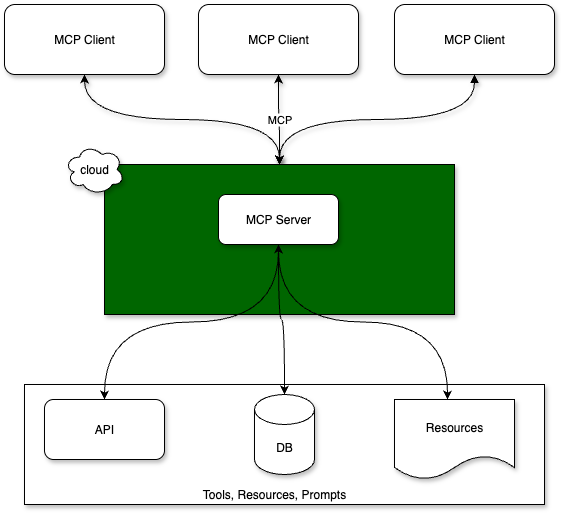 MCP Client
MCP Client
MCP Client
MCP
cloud
MCP Server
API
DB
Resources
Tools, Resources, Prompts